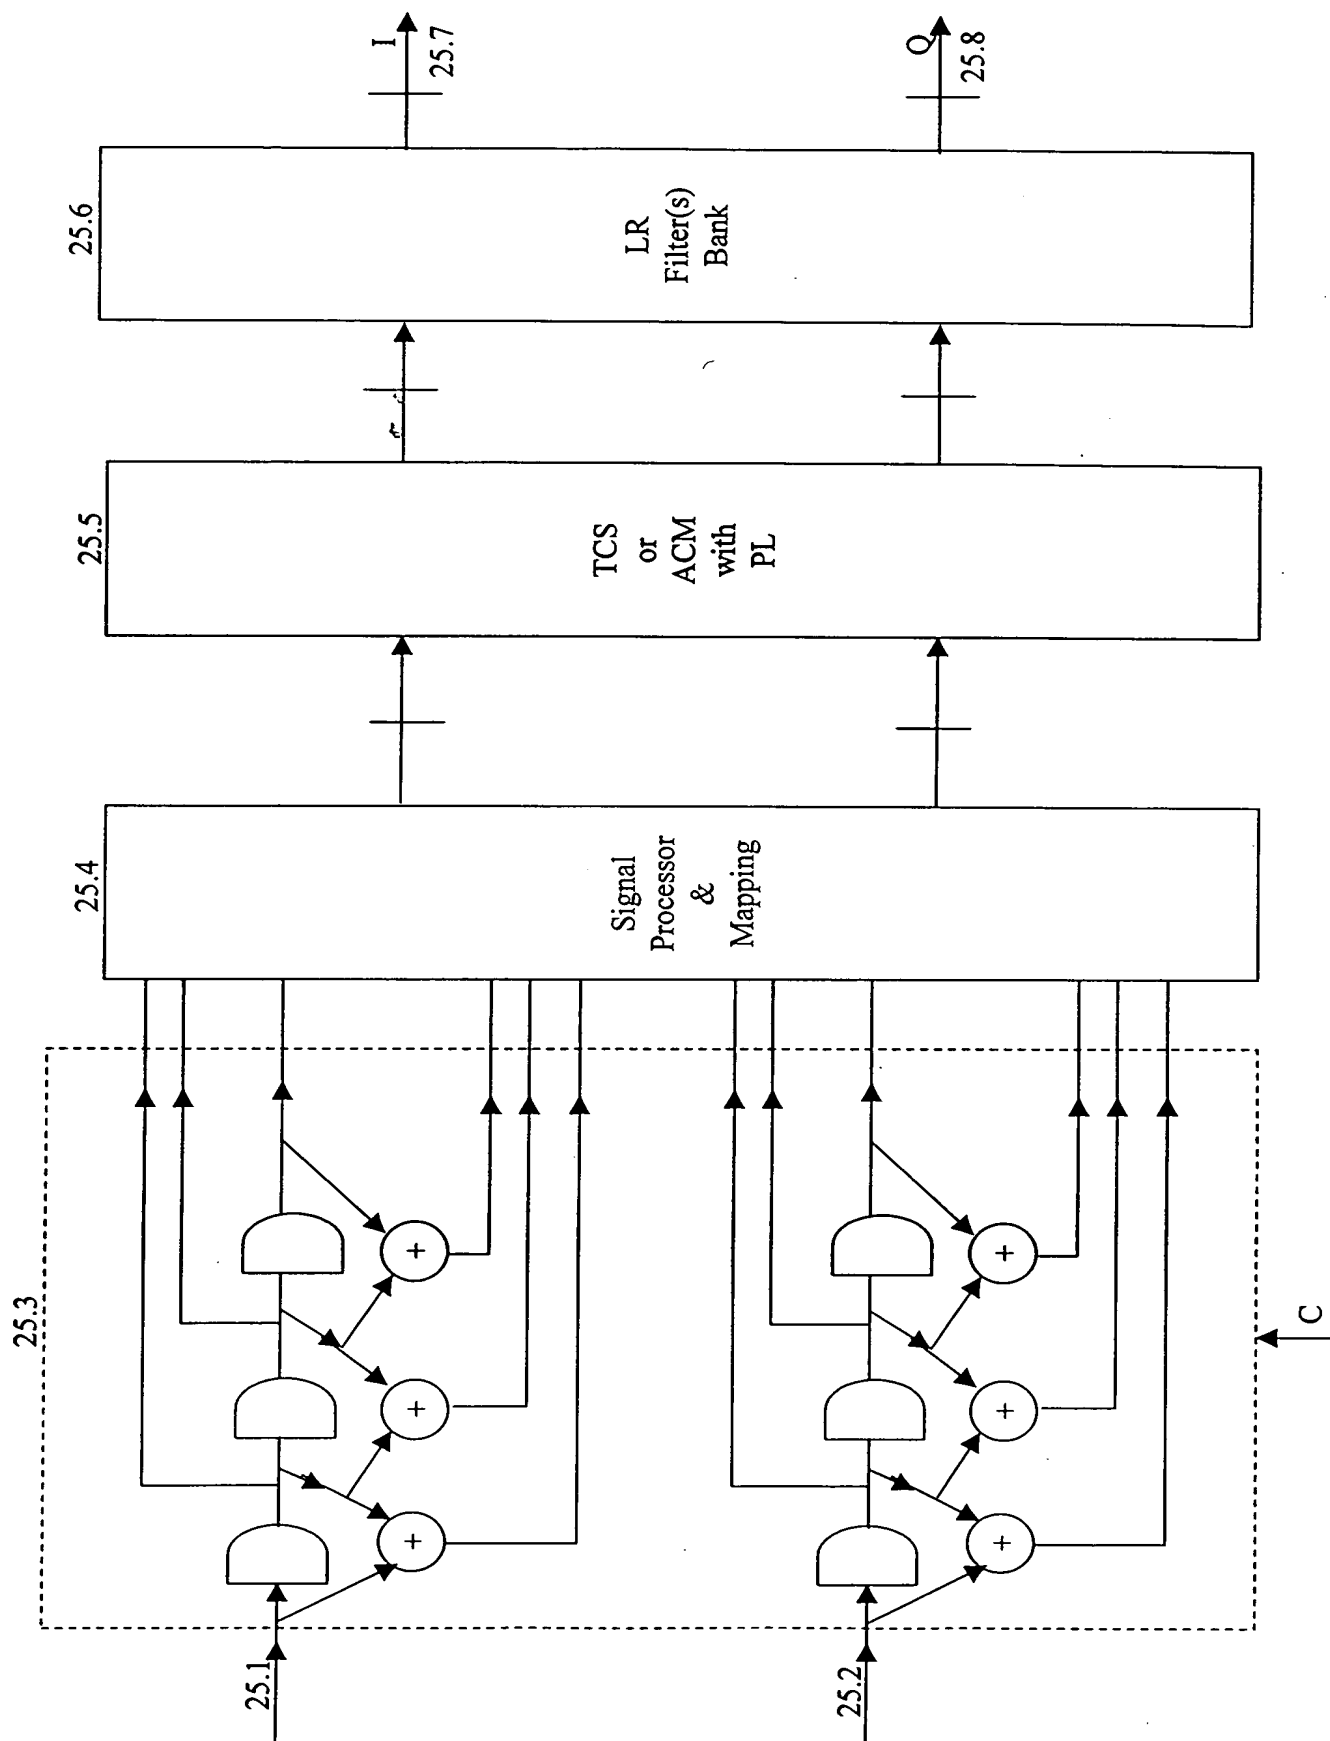 25.1
25.2
25.3
+
+
+
+
+
+
C
25.4
Signal
Processor
&
Mapping
25.5
TCS
or
ACM
with
PL
25.6
LR
Filter(s)
Bank
I
25.7
Q
25.8